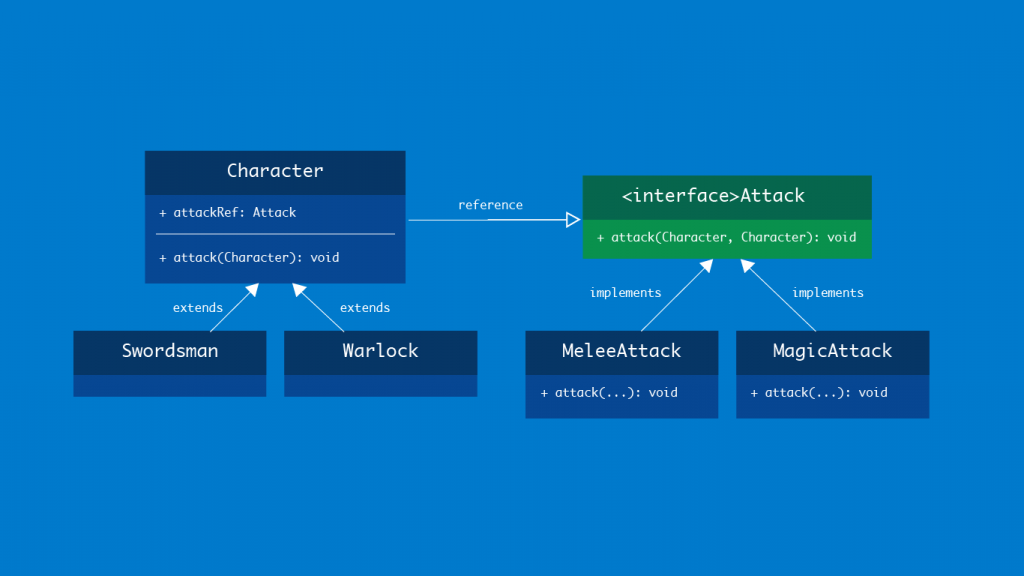 Character
+ attackRef: Attack
+ attack(Character): void
reference
<interface>Attack
+ attack(Character, Character): void
extends
extends
implements
implements
Swordsman
Warlock
MeleeAttack
+ attack(...): void
MagicAttack
+ attack(...): void